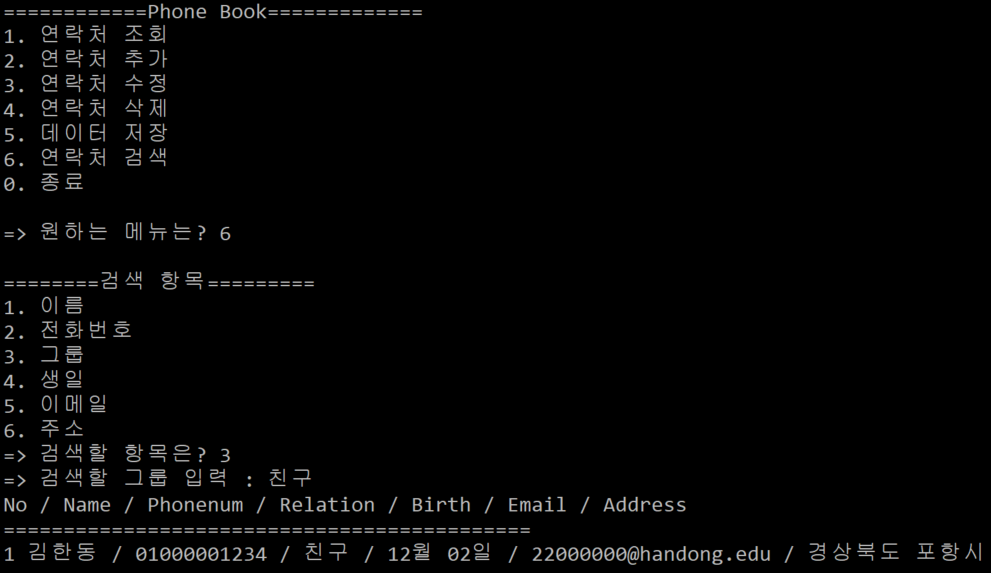 ============Phone Book=============
1. 연락처 조회
2. 연락처 추가
3. 연락처 수정
4. 연락처 삭제
5. 데이터 저장
6. 연락처 검색
0. 종료
=> 원하는 메뉴는? 6
========검색 항목=========
1. 이름
2. 전화번호
3. 그룹
4. 생일
5. 이메일
6. 주소
=> 검색할 항목은? 3
=> 검색할 그룹 입력 : 친구
No / Name / Phonenum / Relation / Birth / Email / Address
============================================
1 김한동 / 01000001234 / 친구 / 12월 02일 / 22000000@handong.edu / 경상북도 포항시